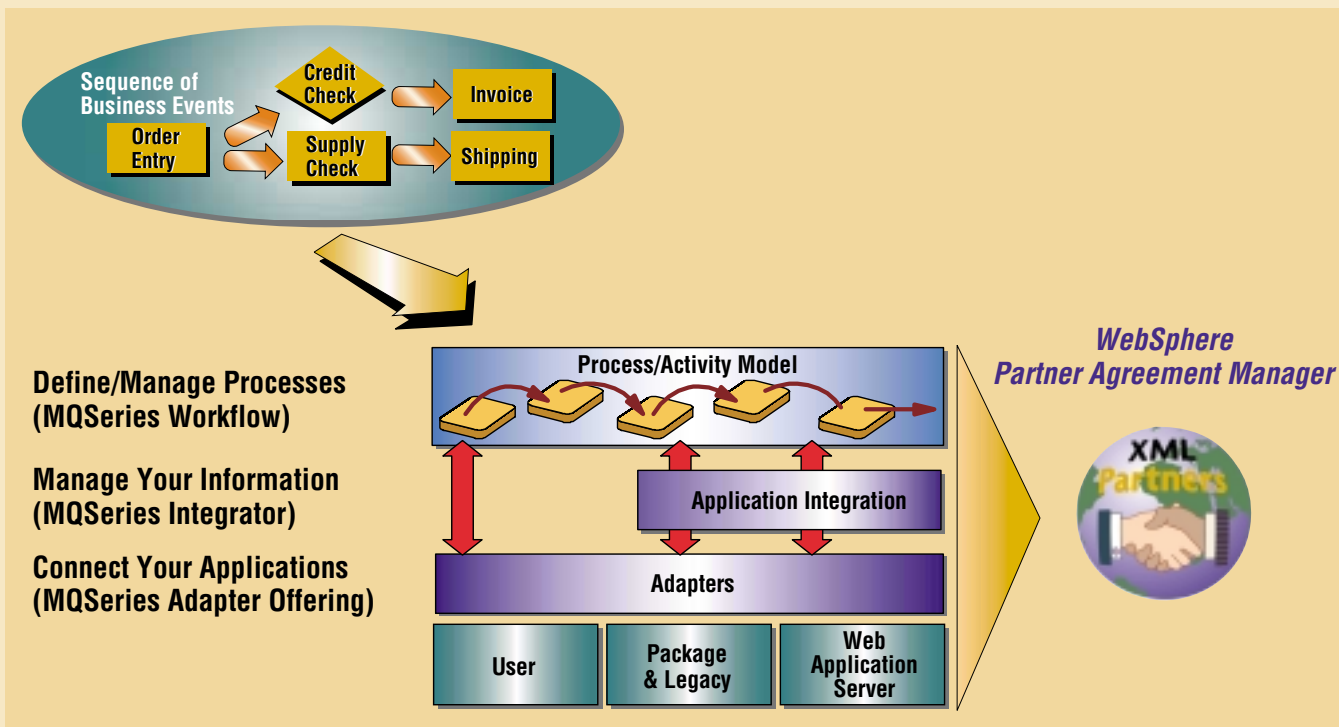 Sequence of
Business Events
Order
Entry
Credit
Check
Supply
Check
Invoice
Shipping
Define/Manage Processes
(MQSeries Workflow)
Manage Your Information
(MQSeries Integrator)
Connect Your Applications
(MQSeries Adapter Offering)
Process/Activity Model
Application Integration
Adapters
User
Package
& Legacy
Web
Application
Server
WebSphere
Partner Agreement Manager
XML
Partners